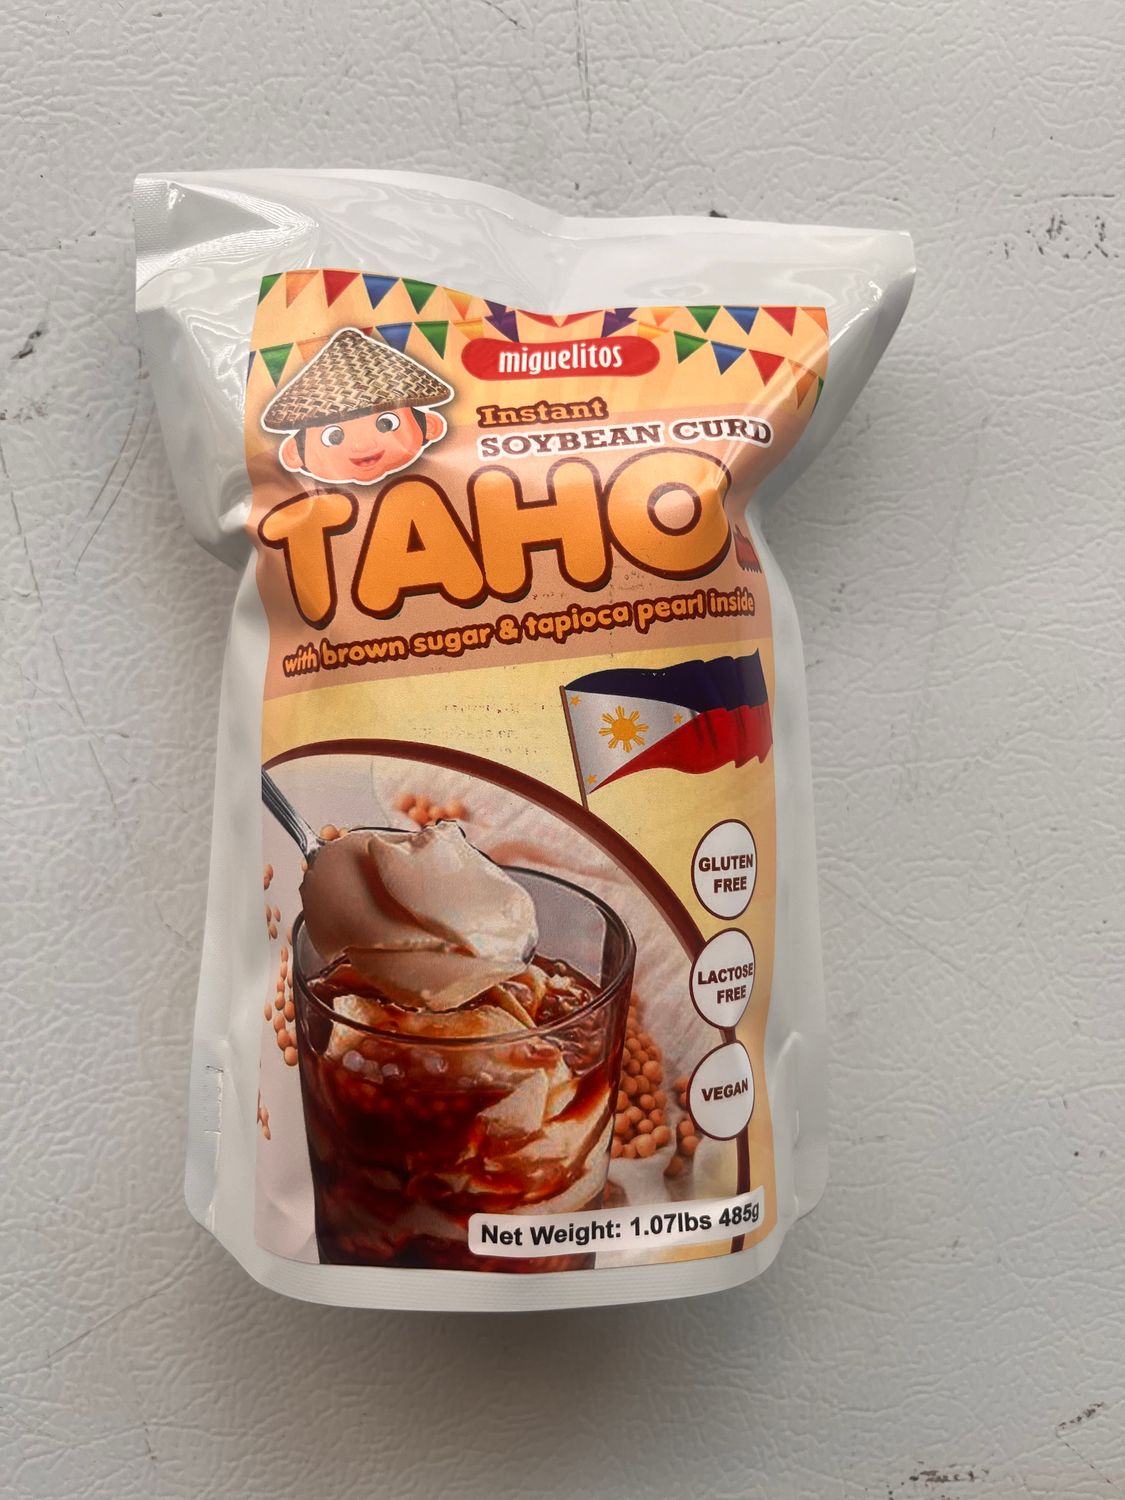 miguelitos
Instant
SOYBEAN CURD
TAHO
with brown sugar & tapioca pearl inside
GLUTEN
FREE
LACTOSE
FREE
VEGAN
Net Weight: 1.07lbs 485g